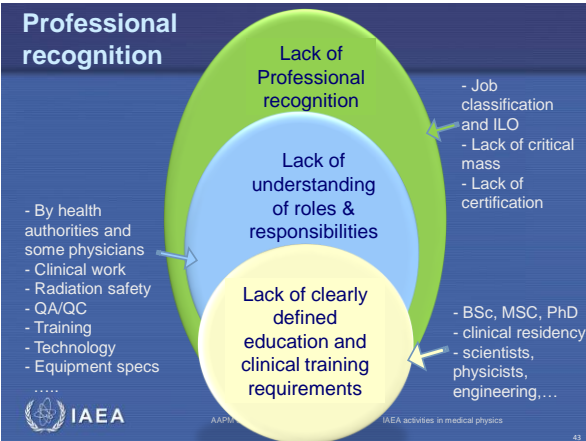 Professional
recognition
Lack of
Professional
recognition
- Job
classification
and ILO
- Lack of critical
mass
- Lack of
certification
Lack of
understanding
of roles &
responsibilities
- By health
authorities and
some physicians
- Clinical work
- Radiation safety
- QA/QC
- Training
- Technology
- Equipment specs
.....
Lack of clearly
defined
education and
clinical training
requirements
- BSc, MSC, PhD
- clinical residency
- scientists,
physicists,
engineering,...
IAEA
AAPM
IAEA activities in medical physics
43